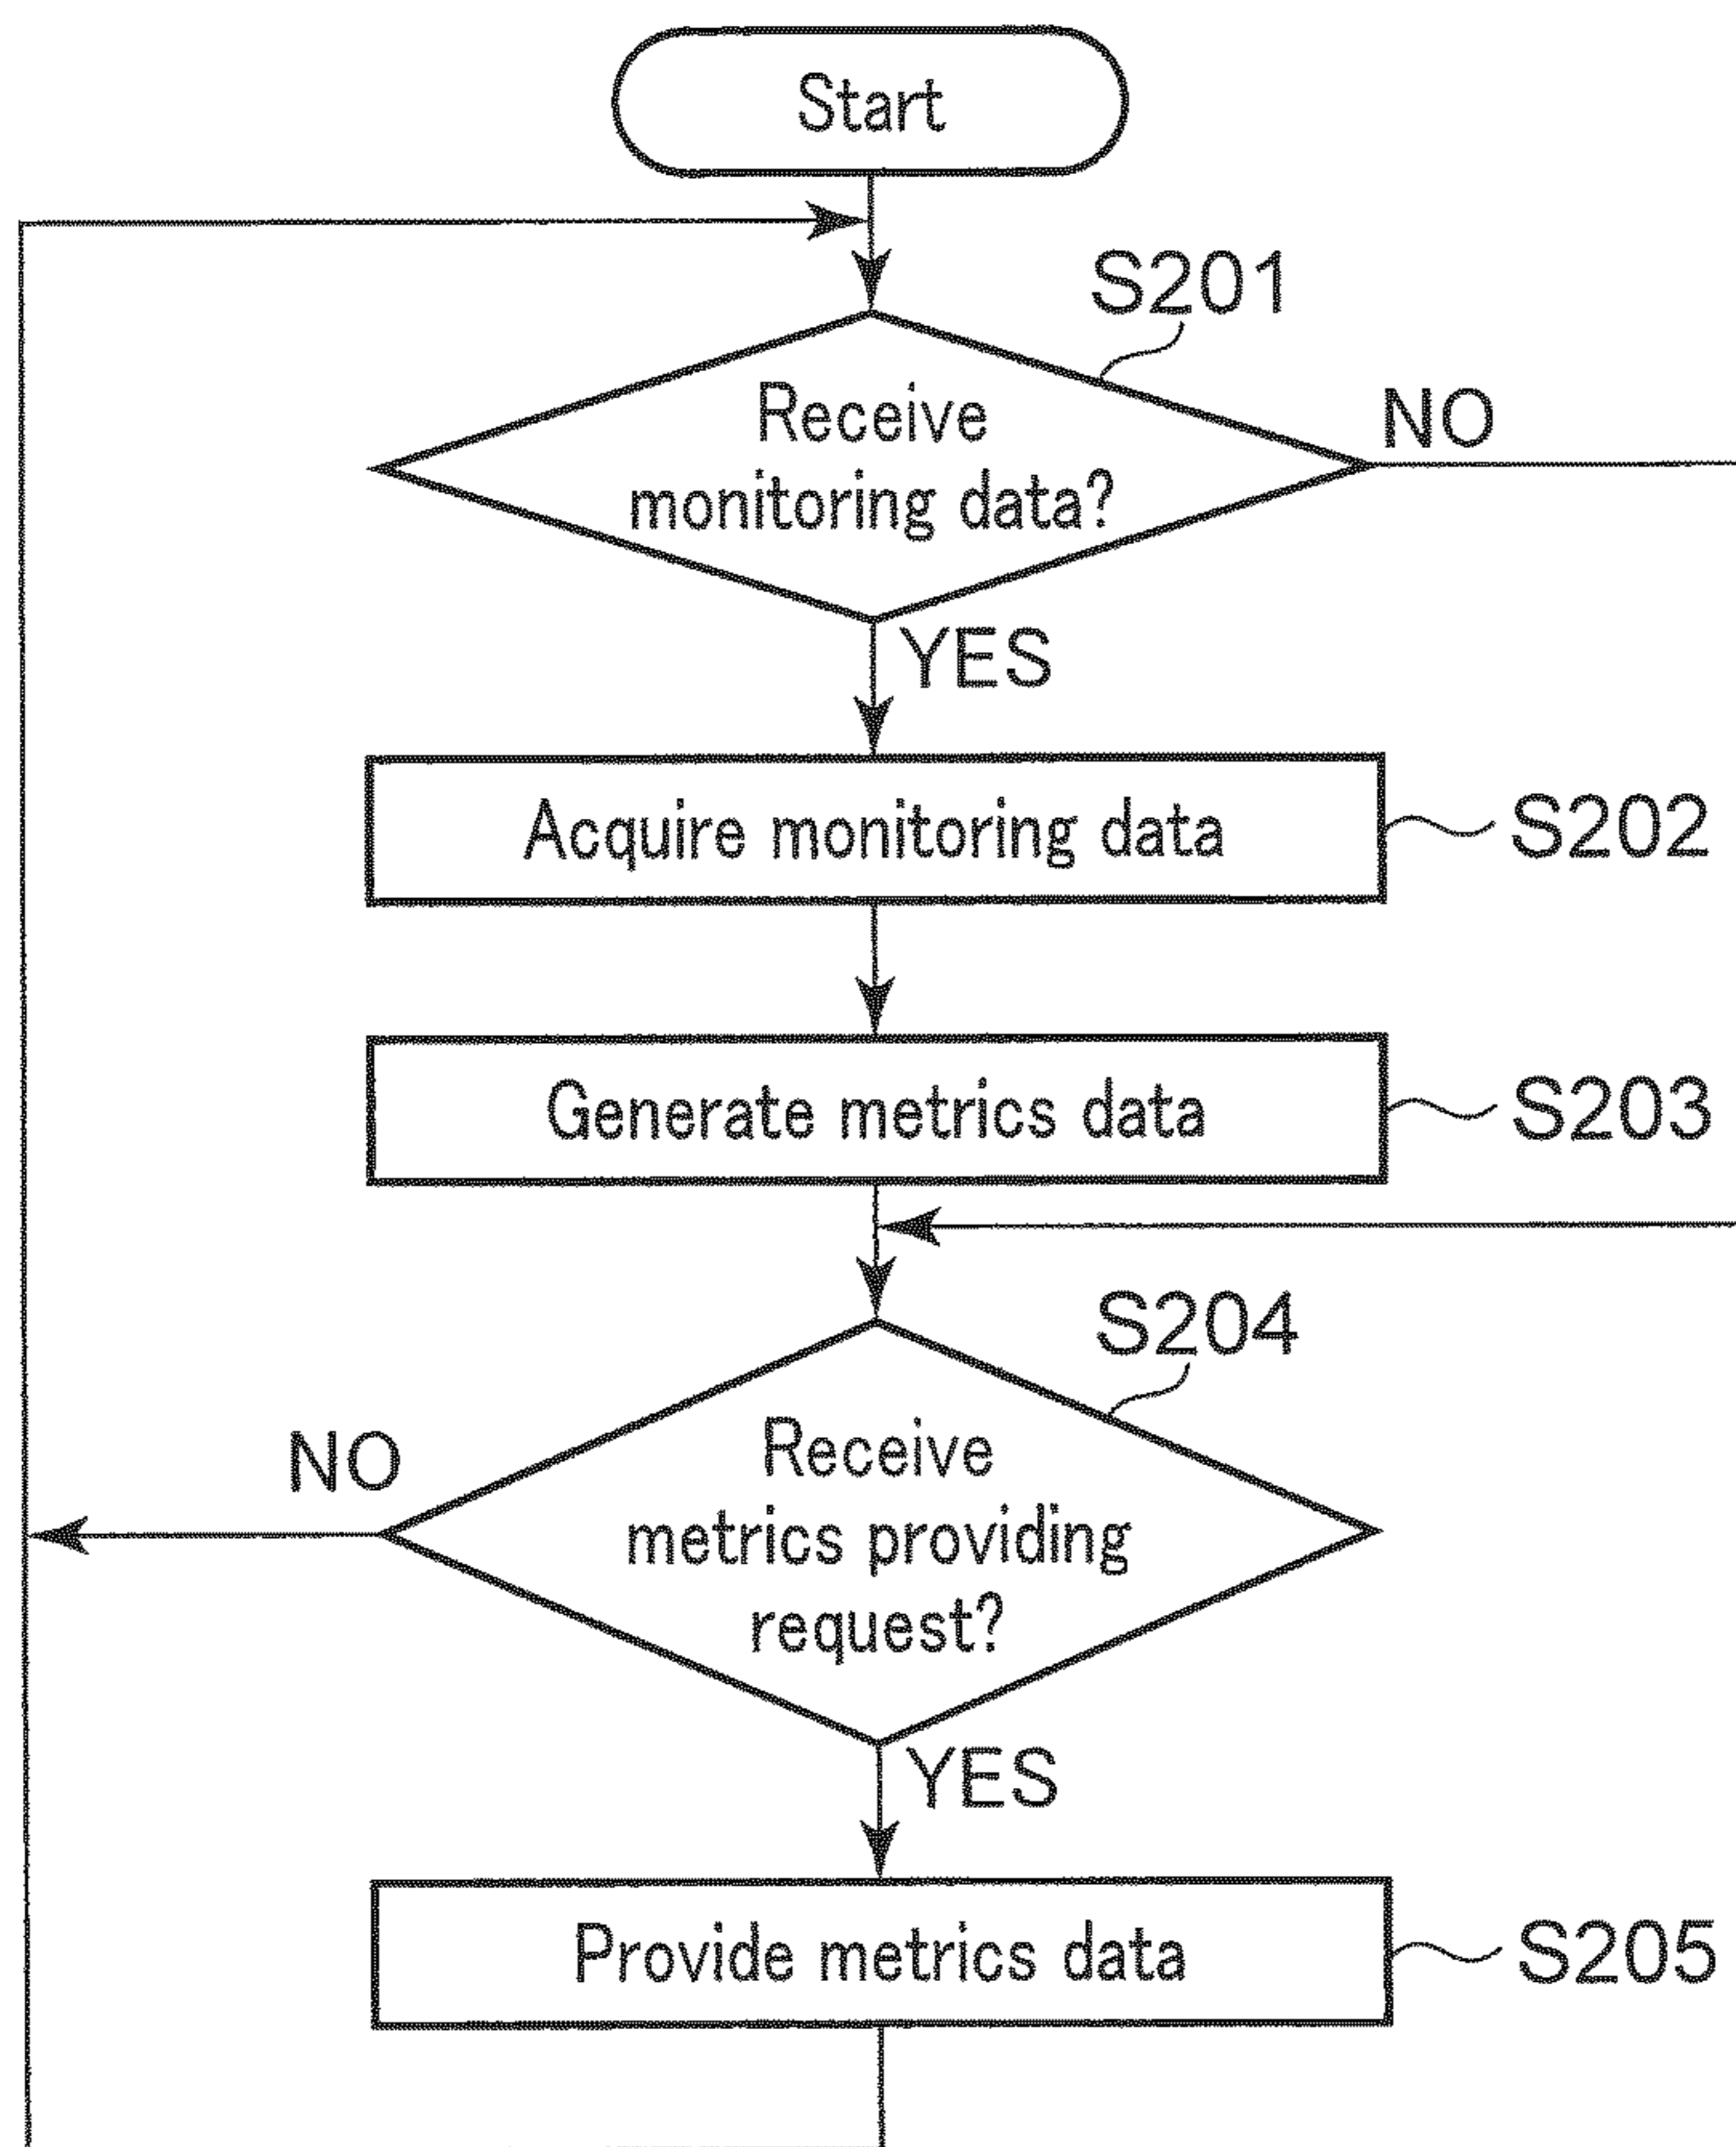 Start
S201
Receive
monitoring data?
NO
YES
Acquire monitoring data
S202
Generate metrics data
S203
S204
Receive
metrics providing
request?
NO
YES
Provide metrics data
S205